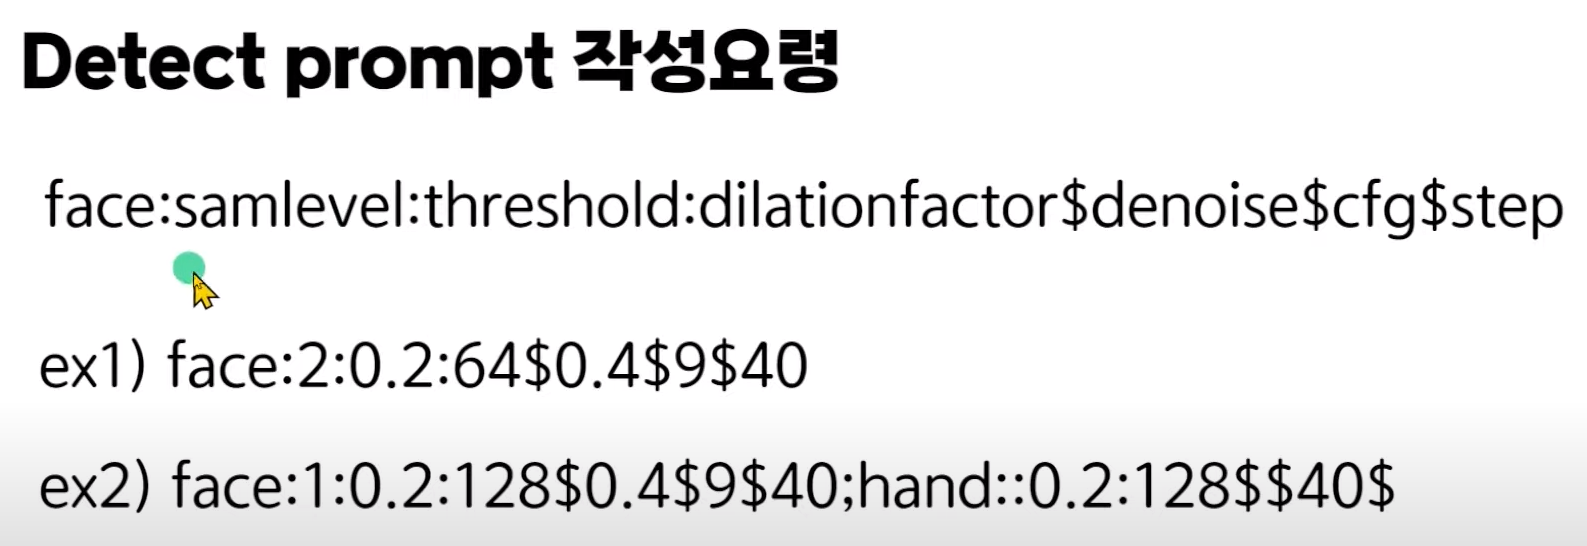 Detect prompt 작성요령
face:samlevel:threshold:dilationfactor$denoise$cfg$step
ex1) face:2:0.2:64$0.4$9$40
ex2) face:1:0.2:128$0.4$9$40;hand::0.2:128$$40$